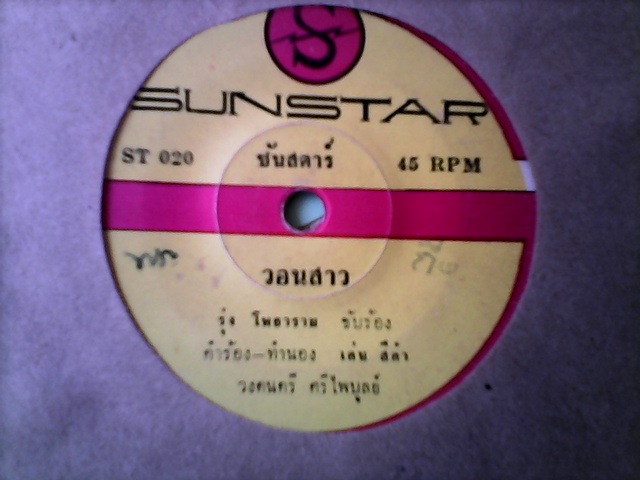 S
SUNSTAR
ST 020 ซันสตาร์ 45 RPM
วอนสาว
รุ่ง โพธาราม ขับร้อง
คำร้อง-ทำนอง เด่น สีดำ
วงดนตรี ศรีไพบูลย์